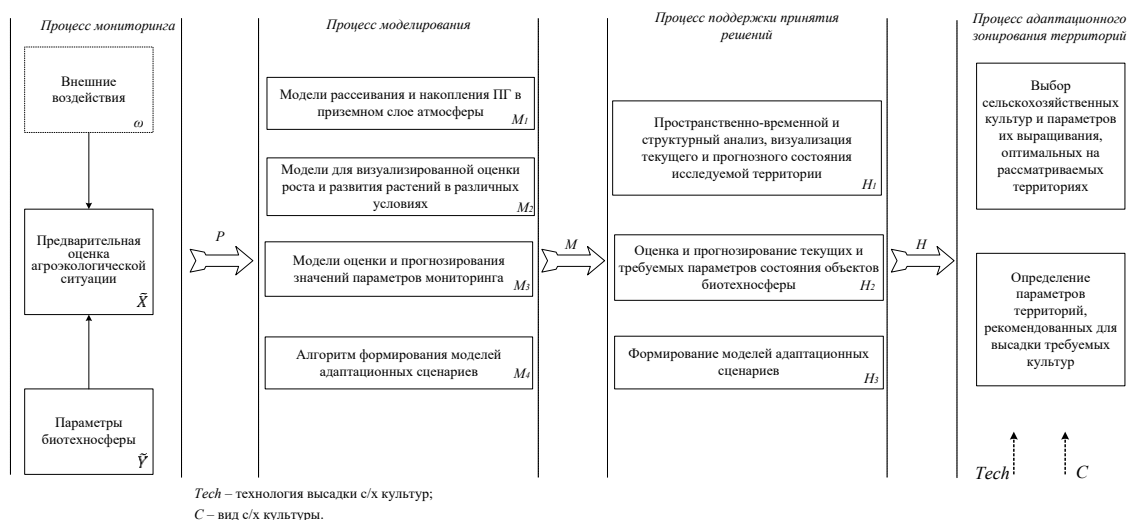 Процесс мониторинга
Внешние
воздействия
ω
Предварительная
оценка
агроэкологической
ситуации
X̃
Параметры
биотехносферы
Ỹ
P
Процесс моделирования
Модели рассеивания и накопления ПГ в
приземном слое атмосферы
M1
Модели для визуализированной оценки
роста и развития растений в различных
условиях
M2
Модели оценки и прогнозирования
значений параметров мониторинга
M3
Алгоритм формирования моделей
адаптационных сценариев
M4
M
Процесс поддержки принятия
решений
Пространственно-временной и
структурный анализ, визуализация
текущего и прогнозного состояния
исследуемой территории
H1
Оценка и прогнозирование текущих и
требуемых параметров состояния объектов
биотехносферы
H2
Формирование моделей адаптационных
сценариев
H3
H
Процесс адаптационного
зонирования территорий
Выбор
сельскохозяйственных
культур и параметров
их выращивания,
оптимальных на
рассматриваемых
территориях
Определение
параметров
территорий,
рекомендованных для
высадки требуемых
культур
Tech
C
Tech – технология высадки с/х культур;
C – вид с/х культуры.